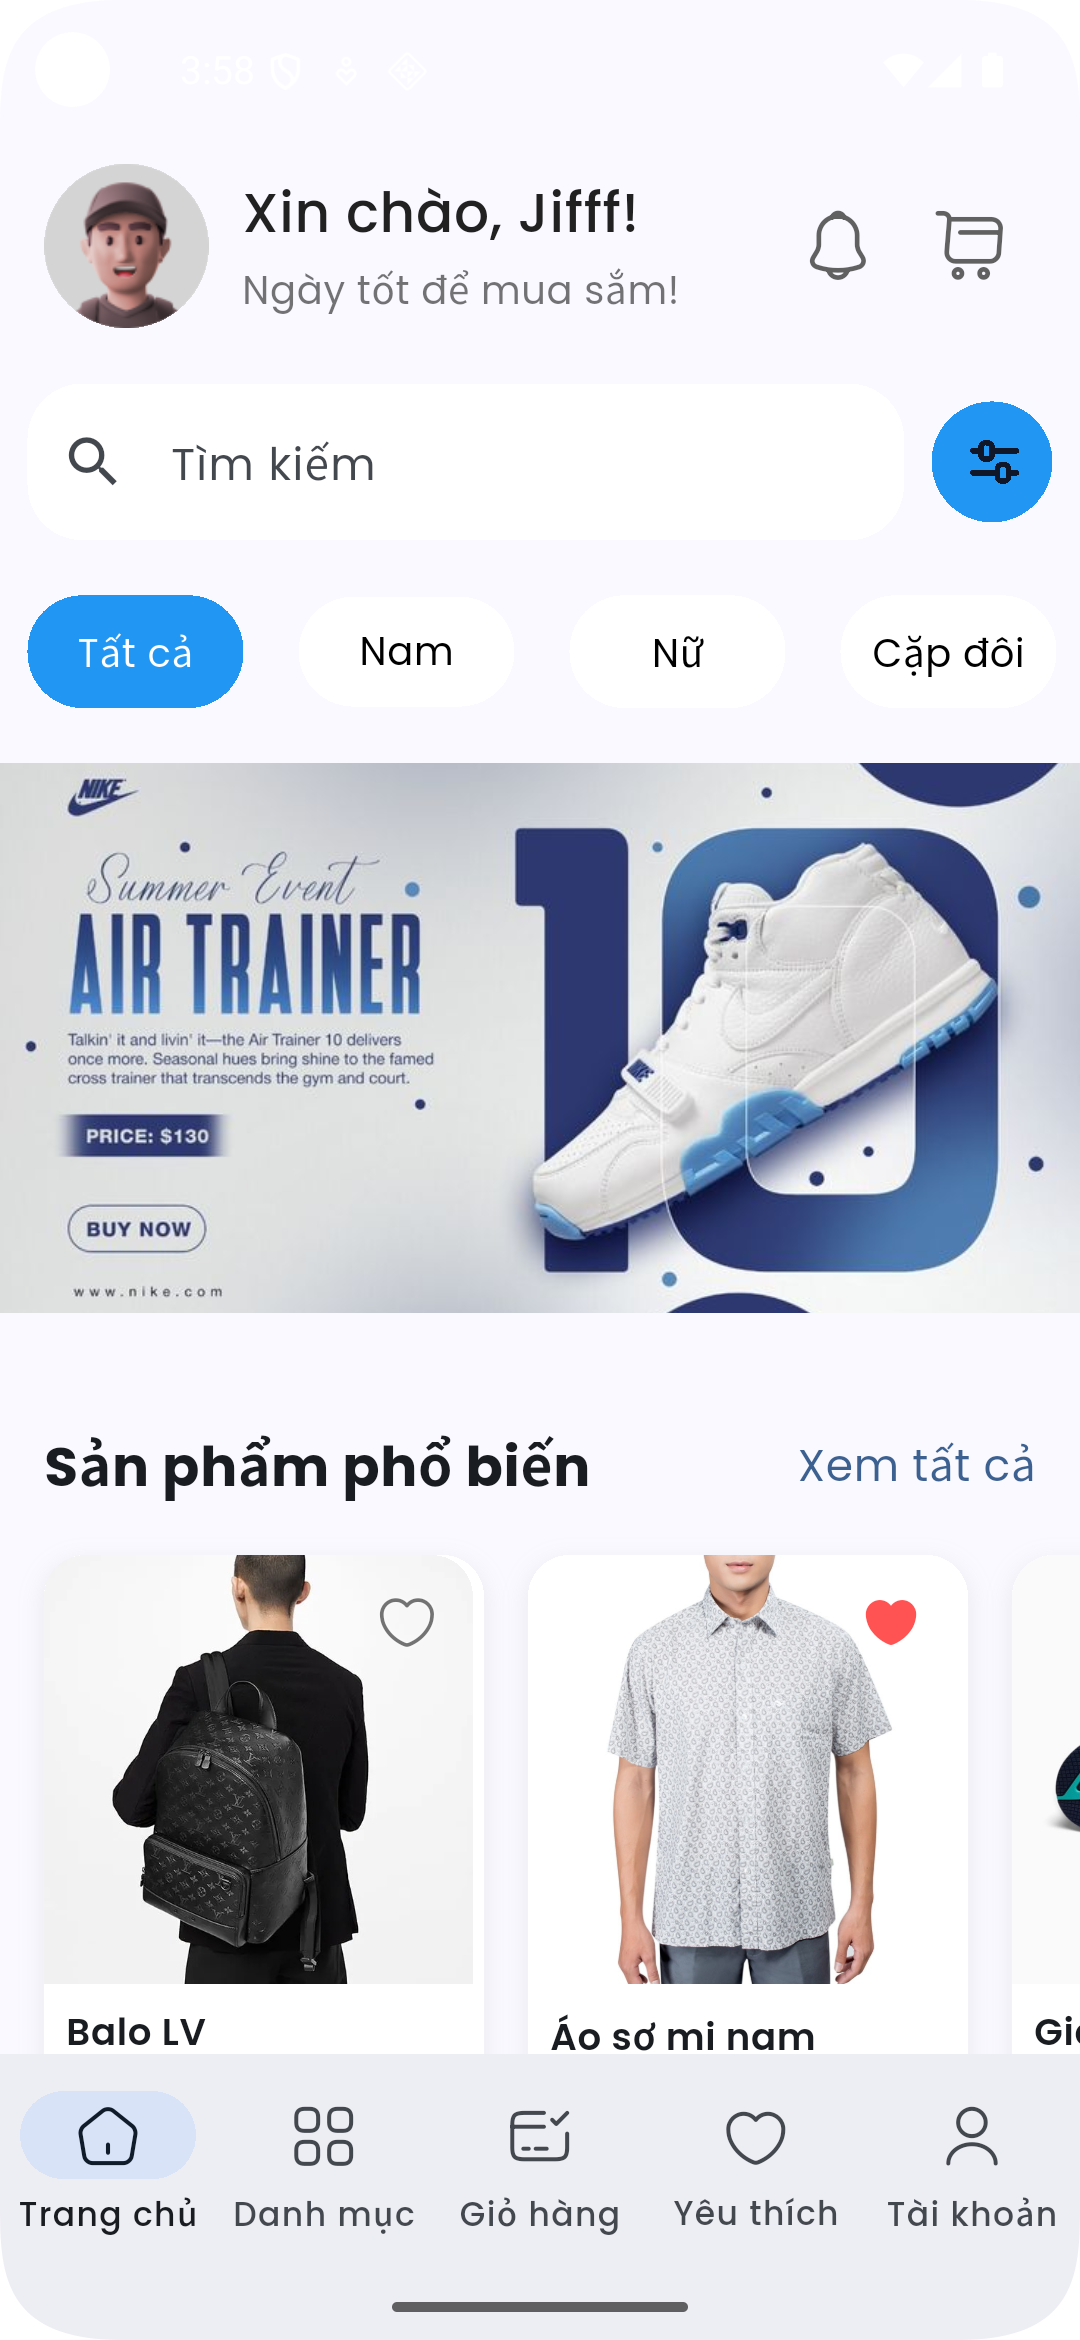 3:58
Xin chào, Jifff!
Ngày tốt để mua sắm!
Tìm kiếm
Tất cả
Nam
Nữ
Cặp đôi
NIKE
Summer Event
AIR TRAINER
10
Talkin' it and livin' it—the Air Trainer 10 delivers
once more. Seasonal hues bring shine to the famed
cross trainer that transcends the gym and court.
PRICE: $130
BUY NOW
www.nike.com
NIKE
Sản phẩm phổ biến
Xem tất cả
Balo LV
Áo sơ mi nam
Trang chủ
Danh mục
Giỏ hàng
Yêu thích
Tài khoản